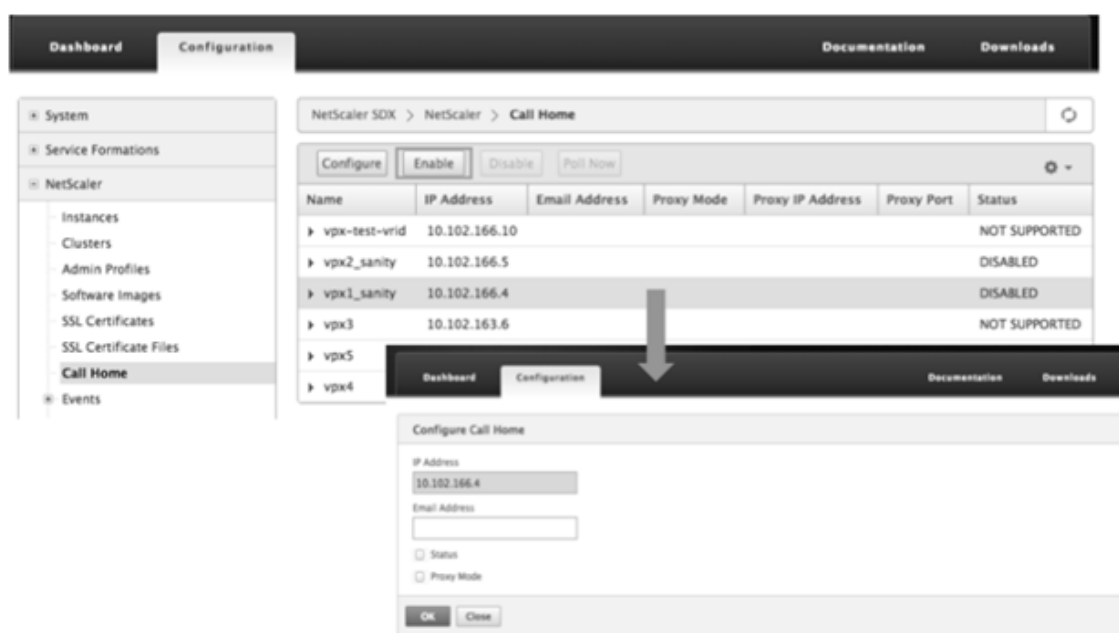 Dashboard Configuration Documentation Downloads
System
Service Formations
NetScaler
Instances
Clusters
Admin Profiles
Software Images
SSL Certificates
SSL Certificate Files
Call Home
Events
NetScaler SDX > NetScaler > Call Home
Configure Enable Disable Poll Now
Name IP Address Email Address Proxy Mode Proxy IP Address Proxy Port Status
vpx-test-vrid 10.102.166.10 NOT SUPPORTED
vpx2_sanity 10.102.166.5 DISABLED
vpx1_sanity 10.102.166.4 DISABLED
vpx3 10.102.163.6 NOT SUPPORTED
vpx5
vpx4
Dashboard Configuration Documentation Downloads
Configure Call Home
IP Address
10.102.166.4
Email Address
Status
Proxy Mode
OK Close